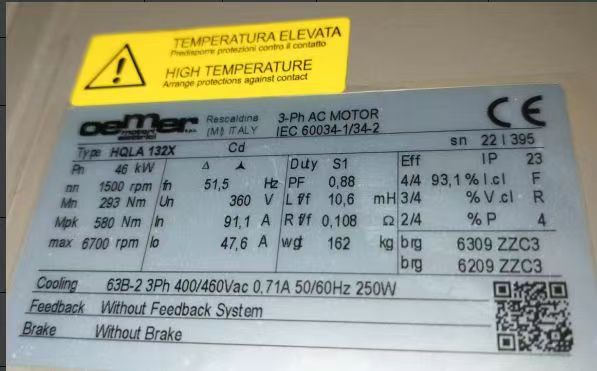 TEMPERATURA ELEVATA
Predisporre protezioni contro il contatto
HIGH TEMPERATURE
Arrange protections against contact
oemer s.p.a. Rescaldina 3-Ph AC MOTOR CE
motori elettrici (MI) ITALY IEC 60034-1/34-2
Type HQLA 132X Cd sn 22 I 395
Pn 46 kW Δ Duty S1 Eff IP 23
nn 1500 rpm fn 51,5 Hz PF 0,88 4/4 93,1 % I.cl F
Mn 293 Nm Un 360 V L f/f 10,6 mH 3/4 % V.cl R
Mpk 580 Nm In 91,1 A R f/f 0,108 Ω 2/4 % P 4
max 6700 rpm Io 47,6 A wgt 162 kg brg 6309 ZZC3
brg 6209 ZZC3
Cooling 63B-2 3Ph 400/460Vac 0.71A 50/60Hz 250W
Feedback Without Feedback System
Brake Without Brake